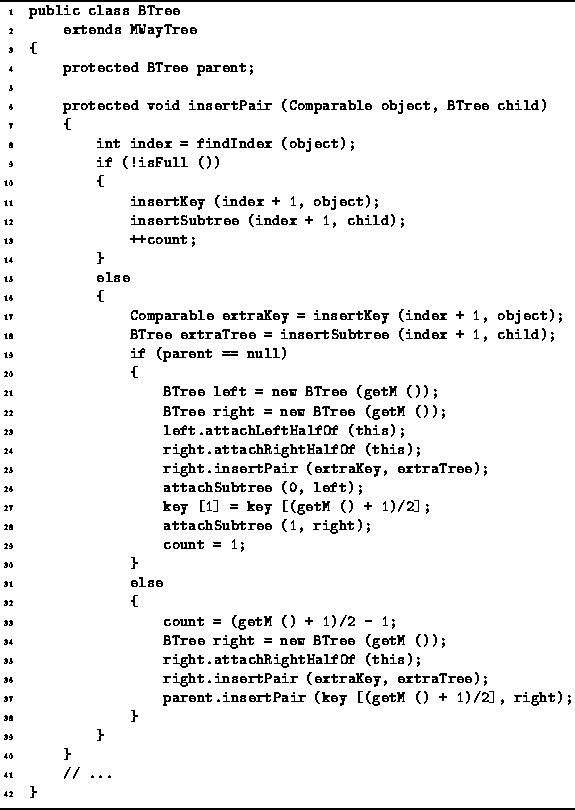 1 public class BTree
2     extends MWayTree
3 {
4     protected BTree parent;
5
6     protected void insertPair (Comparable object, BTree child)
7     {
8         int index = findIndex (object);
9         if (!isFull ())
10         {
11             insertKey (index + 1, object);
12             insertSubtree (index + 1, child);
13             ++count;
14         }
15         else
16         {
17             Comparable extraKey = insertKey (index + 1, object);
18             BTree extraTree = insertSubtree (index + 1, child);
19             if (parent == null)
20             {
21                 BTree left = new BTree (getM ());
22                 BTree right = new BTree (getM ());
23                 left.attachLeftHalfOf (this);
24                 right.attachRightHalfOf (this);
25                 right.insertPair (extraKey, extraTree);
26                 attachSubtree (0, left);
27                 key [1] = key [(getM () + 1)/2];
28                 attachSubtree (1, right);
29                 count = 1;
30             }
31             else
32             {
33                 count = (getM () + 1)/2 - 1;
34                 BTree right = new BTree (getM ());
35                 right.attachRightHalfOf (this);
36                 right.insertPair (extraKey, extraTree);
37                 parent.insertPair (key [(getM () + 1)/2], right);
38             }
39         }
40     }
41     // ...
42 }